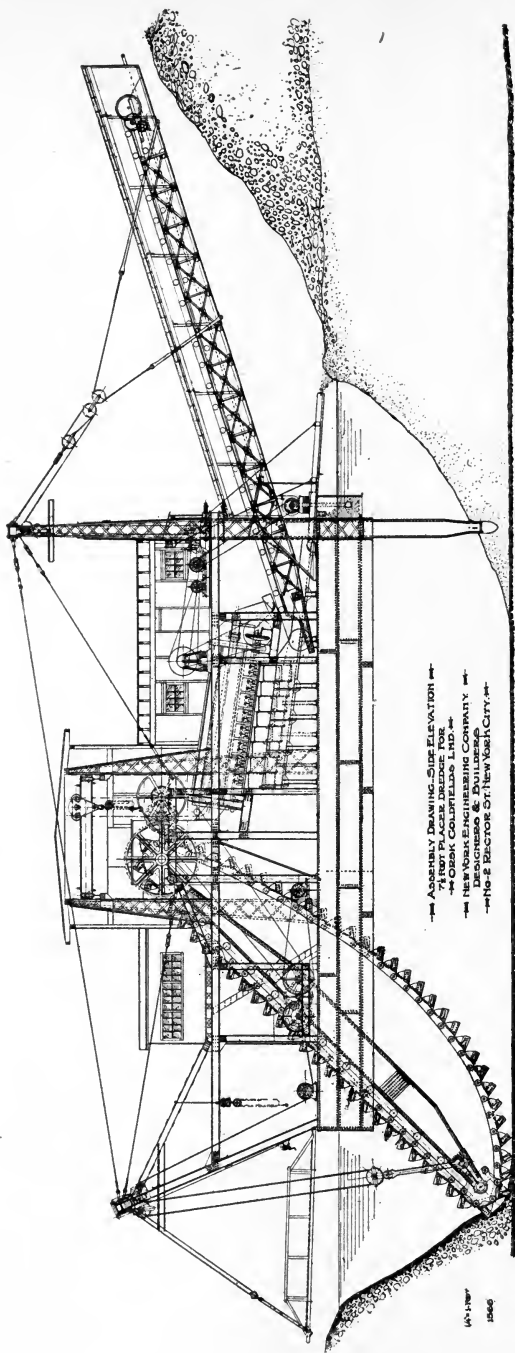 ASSEMBLY DRAWING-SIDE ELEVATION
7½ FOOT PLACER DREDGE FOR
ORSK GOLDFIELDS LMD.
NEW YORK ENGINEERING COMPANY
DESIGNERS & BUILDERS
No-2 RECTOR ST. NEW YORK CITY.